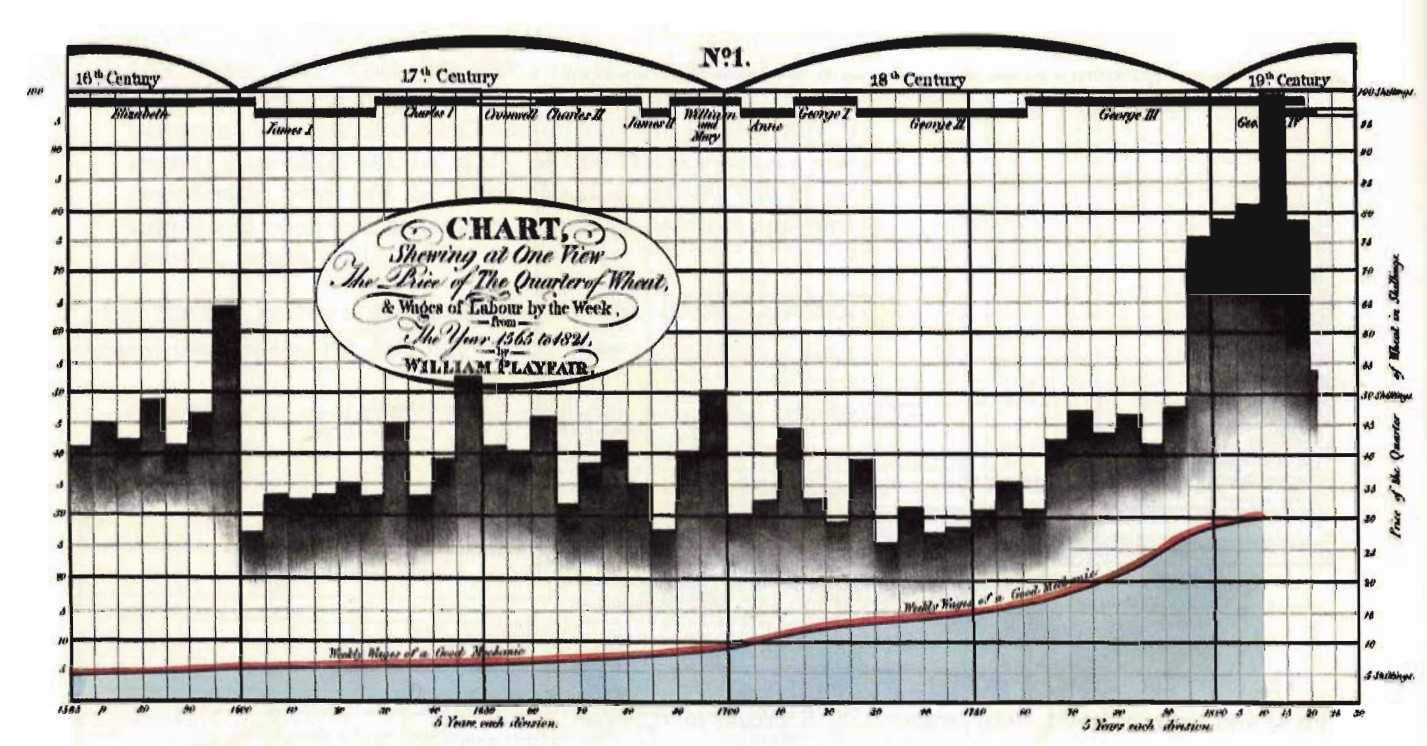 Nº1.
16th Century
17th Century
18th Century
19th Century
100
100 Shillings.
Elizabeth
James I
Charles I
Cromwell
Charles II
James II
William
and
Mary
Anne
George I
George II
George III
IV
CHART,
Shewing at One View
The Price of The Quarter of Wheat,
& Wages of Labour by the Week,
from
The Year 1565 to 1821,
by
WILLIAM PLAYFAIR.
5
90
5
80
5
70
5
60
5
50
5
40
5
30
5
20
5
10
5
95
90
85
80
75
70
65
60
55
50 Shillings.
45
40
35
30
25
20
15
10
5 Shillings.
Price of the Quarter of Wheat in Shillings.
Weekly Wages of a Good Mechanic
Weekly Wages of a Good Mechanic
1565 80 90 1600 10 20 30 40 1650 60 70 80 90 1700 10 20 30 40 1750 60 70 80 90 1800 5 10 15 20 25 30
5 Years each division.
5 Years each division.